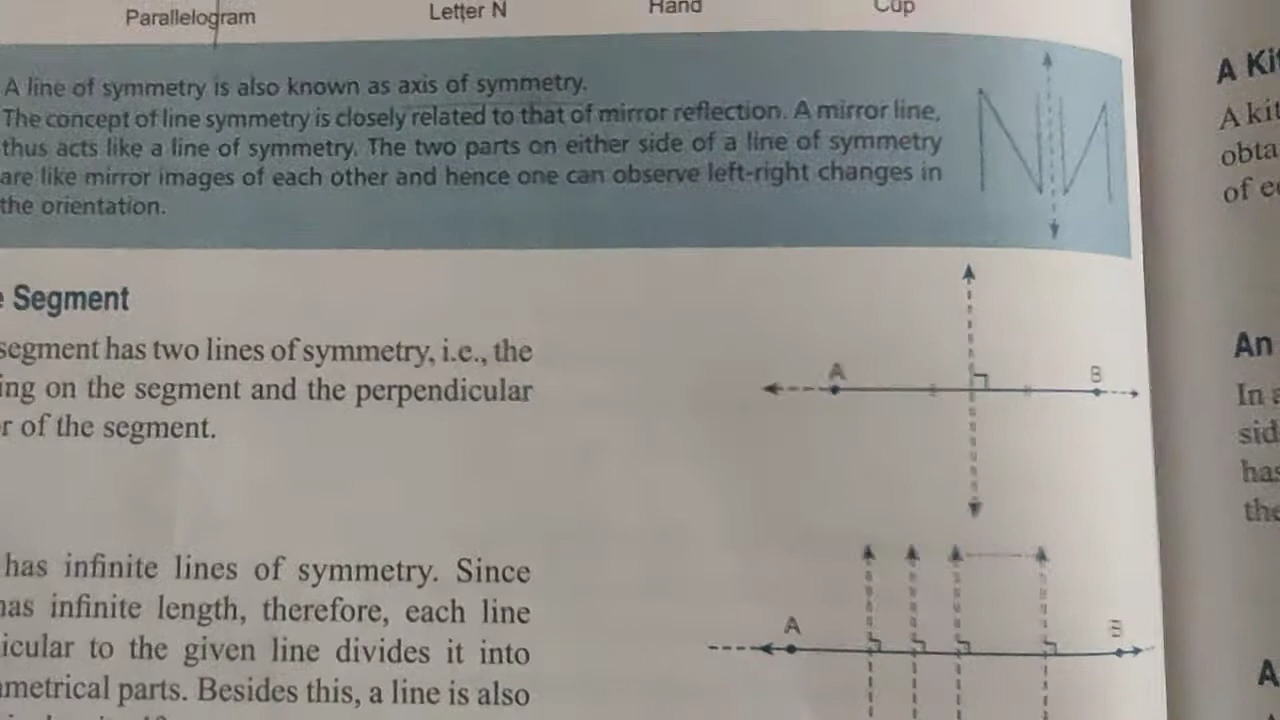 Parallelogram
Letter N
Hand
Cup
A line of symmetry is also known as axis of symmetry.
The concept of line symmetry is closely related to that of mirror reflection. A mirror line,
thus acts like a line of symmetry. The two parts on either side of a line of symmetry
are like mirror images of each other and hence one can observe left-right changes in
the orientation.
Segment
segment has two lines of symmetry, i.e., the
ing on the segment and the perpendicular
r of the segment.
A
B
has infinite lines of symmetry. Since
has infinite length, therefore, each line
icular to the given line divides it into
metrical parts. Besides this, a line is also
A
B
A Ki
A kit
obta
of e
An
In
sid
has
the
A